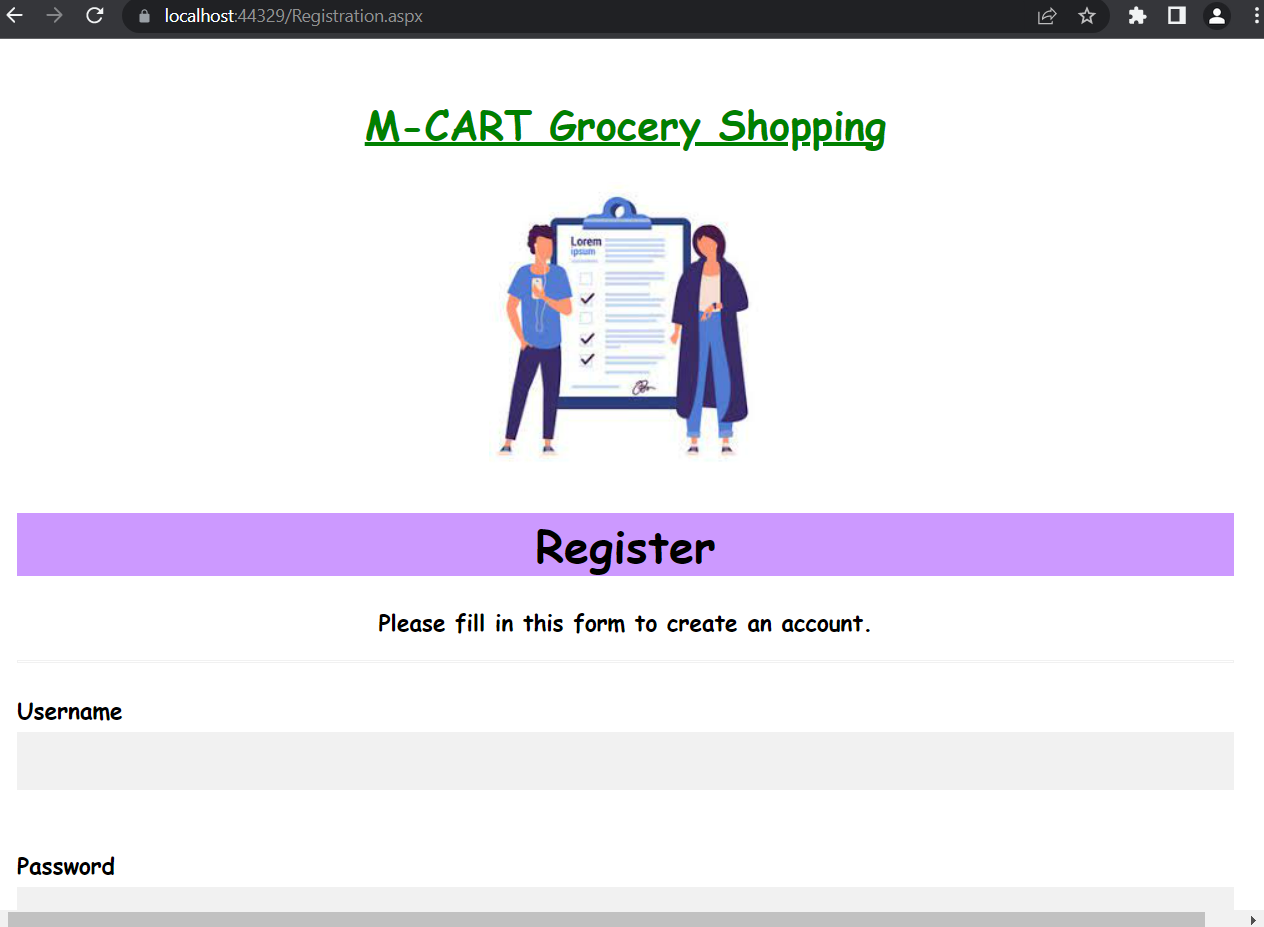 localhost:44329/Registration.aspx
M-CART Grocery Shopping
Lorem
ipsum
Register
Please fill in this form to create an account.
Username
Password